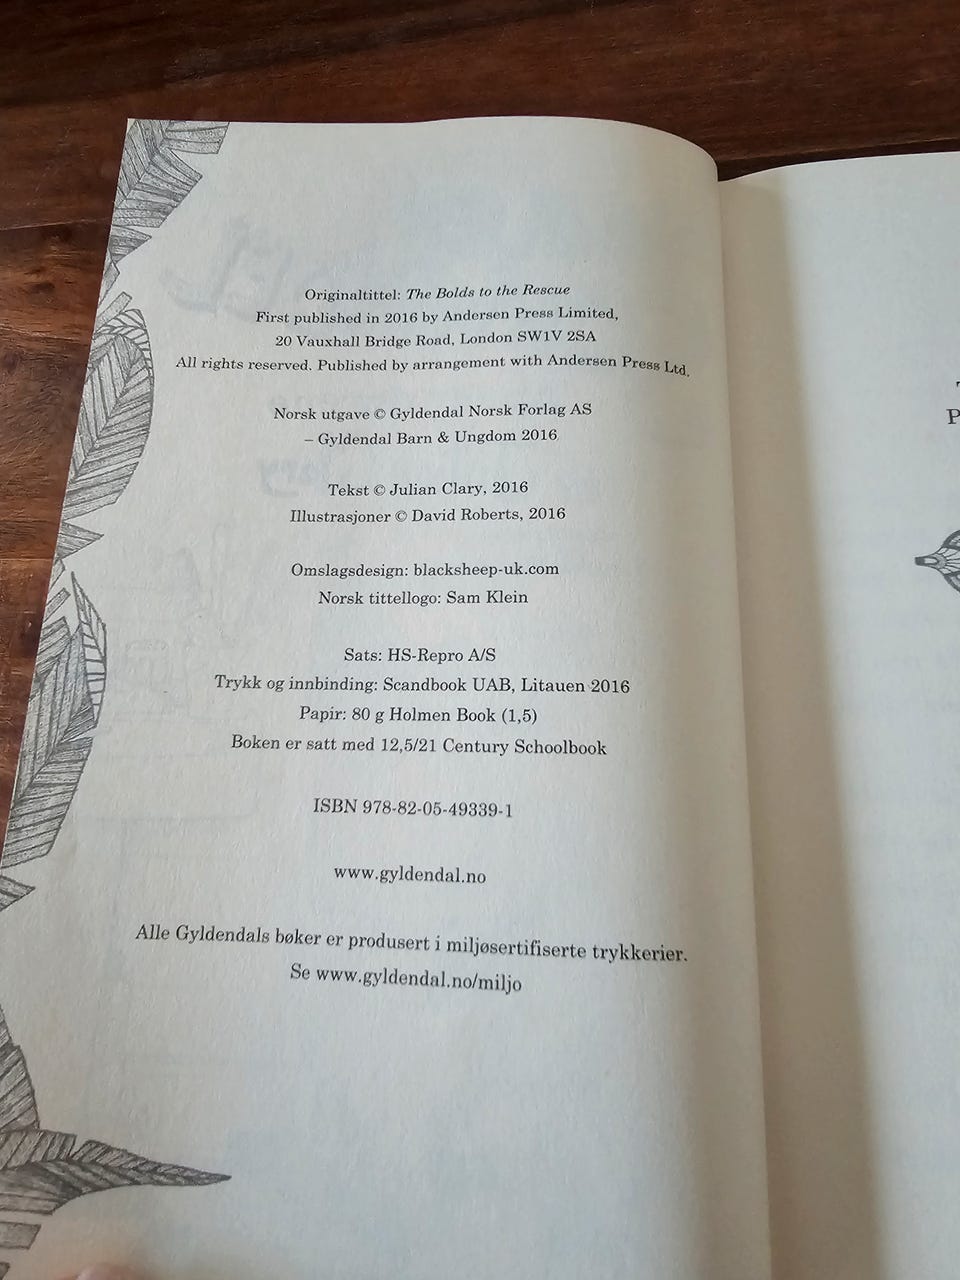 Originaltittel: The Bolds to the Rescue
First published in 2016 by Andersen Press Limited,
20 Vauxhall Bridge Road, London SW1V 2SA
All rights reserved. Published by arrangement with Andersen Press Ltd.
Norsk utgave © Gyldendal Norsk Forlag AS
– Gyldendal Barn & Ungdom 2016
Tekst © Julian Clary, 2016
Illustrasjoner © David Roberts, 2016
Omslagsdesign: blacksheep-uk.com
Norsk tittellogo: Sam Klein
Sats: HS-Repro A/S
Trykk og innbinding: Scandbook UAB, Litauen 2016
Papir: 80 g Holmen Book (1,5)
Boken er satt med 12,5/21 Century Schoolbook
ISBN 978-82-05-49339-1
www.gyldendal.no
Alle Gyldendals bøker er produsert i miljøsertifiserte trykkerier.
Se www.gyldendal.no/miljo
P